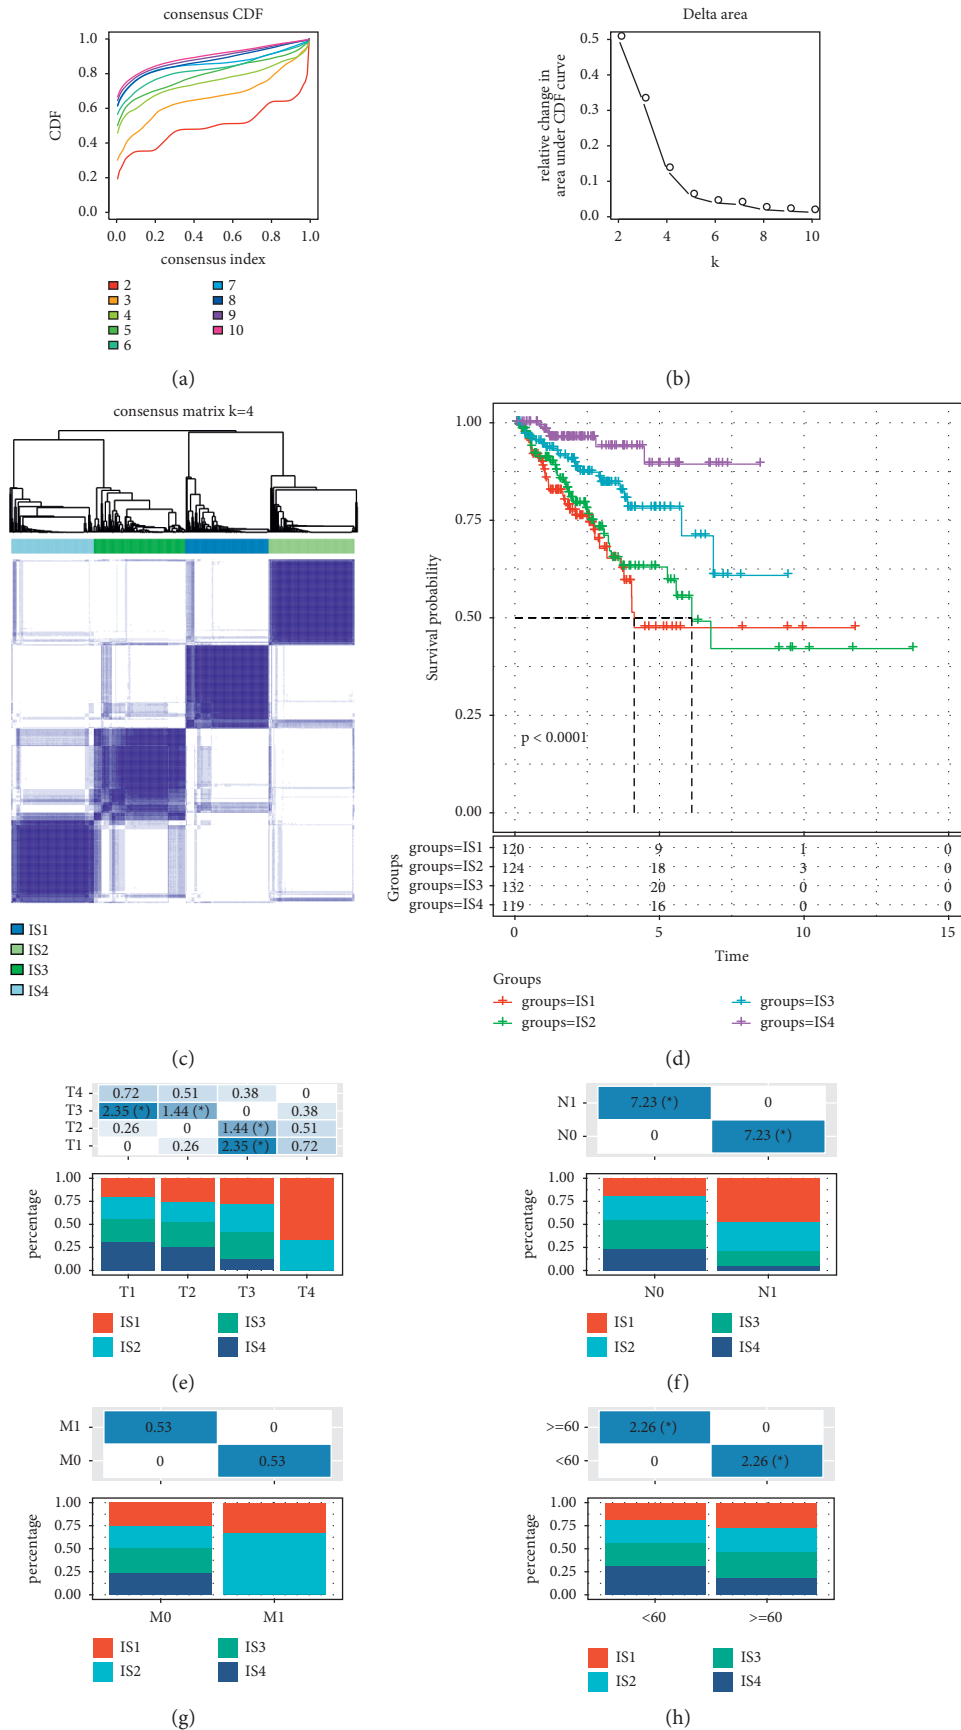 consensus CDF
CDF
1.0
0.8
0.6
0.4
0.2
0.0
0.0 0.2 0.4 0.6 0.8 1.0
consensus index
2 7
3 8
4 9
5 10
6
(a)
Delta area
relative change in
area under CDF curve
0.5
0.4
0.3
0.2
0.1
0.0
2 4 6 8 10
k
(b)
consensus matrix k=4
IS1
IS2
IS3
IS4
(c)
Survival probability
1.00
0.75
0.50
0.25
0.00
p < 0.0001
Groups
groups=IS1 120 9 1 0
groups=IS2 124 18 3 0
groups=IS3 132 20 0 0
groups=IS4 119 16 0 0
0 5 10 15
Time
Groups
groups=IS1 groups=IS3
groups=IS2 groups=IS4
(d)
T4 0.72 0.51 0.38 0
T3 2.35 (*) 1.44 (*) 0 0.38
T2 0.26 0 1.44 (*) 0.51
T1 0 0.26 2.35 (*) 0.72
percentage
1.00
0.75
0.50
0.25
0.00
T1 T2 T3 T4
IS1 IS3
IS2 IS4
(e)
N1 7.23 (*) 0
N0 0 7.23 (*)
percentage
1.00
0.75
0.50
0.25
0.00
N0 N1
IS1 IS3
IS2 IS4
(f)
M1 0.53 0
M0 0 0.53
percentage
1.00
0.75
0.50
0.25
0.00
M0 M1
IS1 IS3
IS2 IS4
(g)
>=60 2.26 (*) 0
<60 0 2.26 (*)
percentage
1.00
0.75
0.50
0.25
0.00
<60 >=60
IS1 IS3
IS2 IS4
(h)